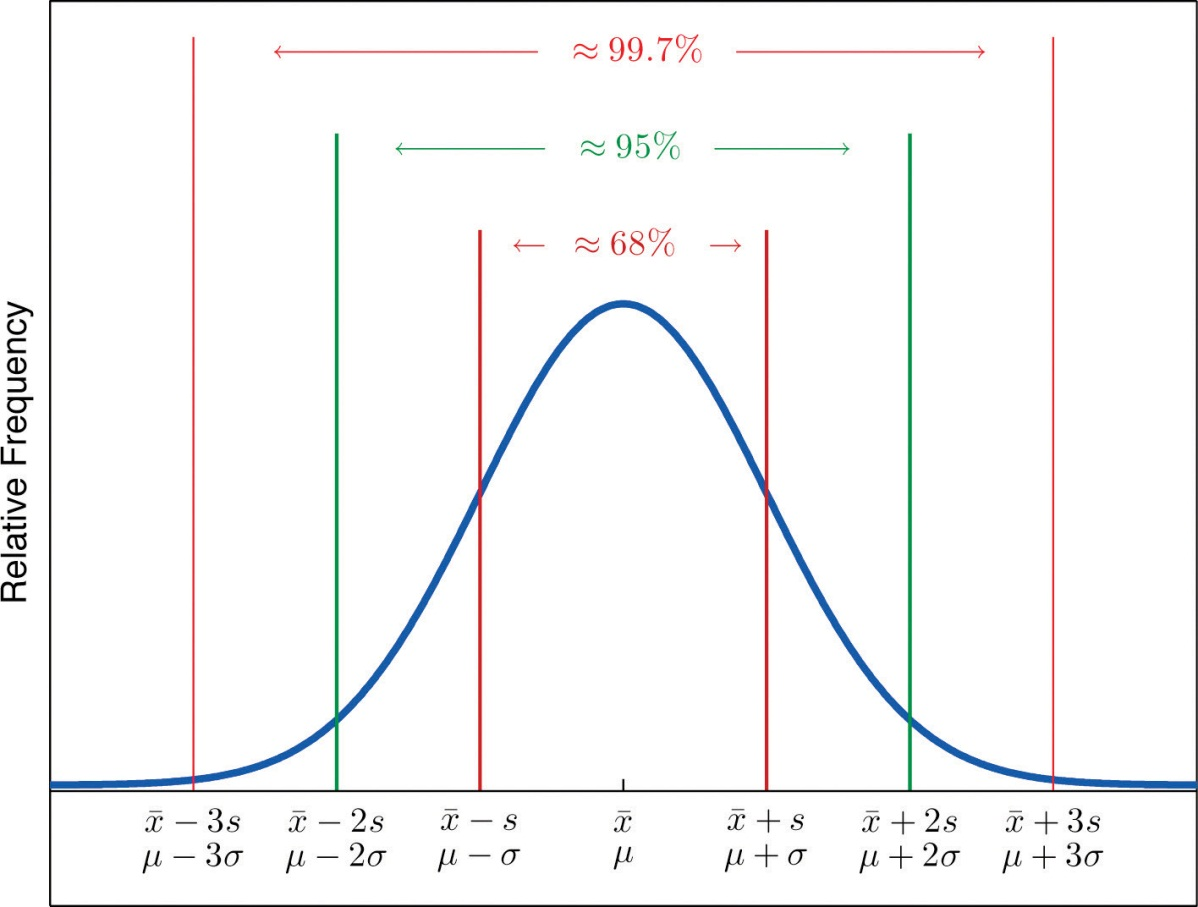 ≈ 99.7%
≈ 95%
≈ 68%
Relative Frequency
x̄ − 3s x̄ − 2s x̄ − s x̄ x̄ + s x̄ + 2s x̄ + 3s
μ − 3σ μ − 2σ μ − σ μ μ + σ μ + 2σ μ + 3σ